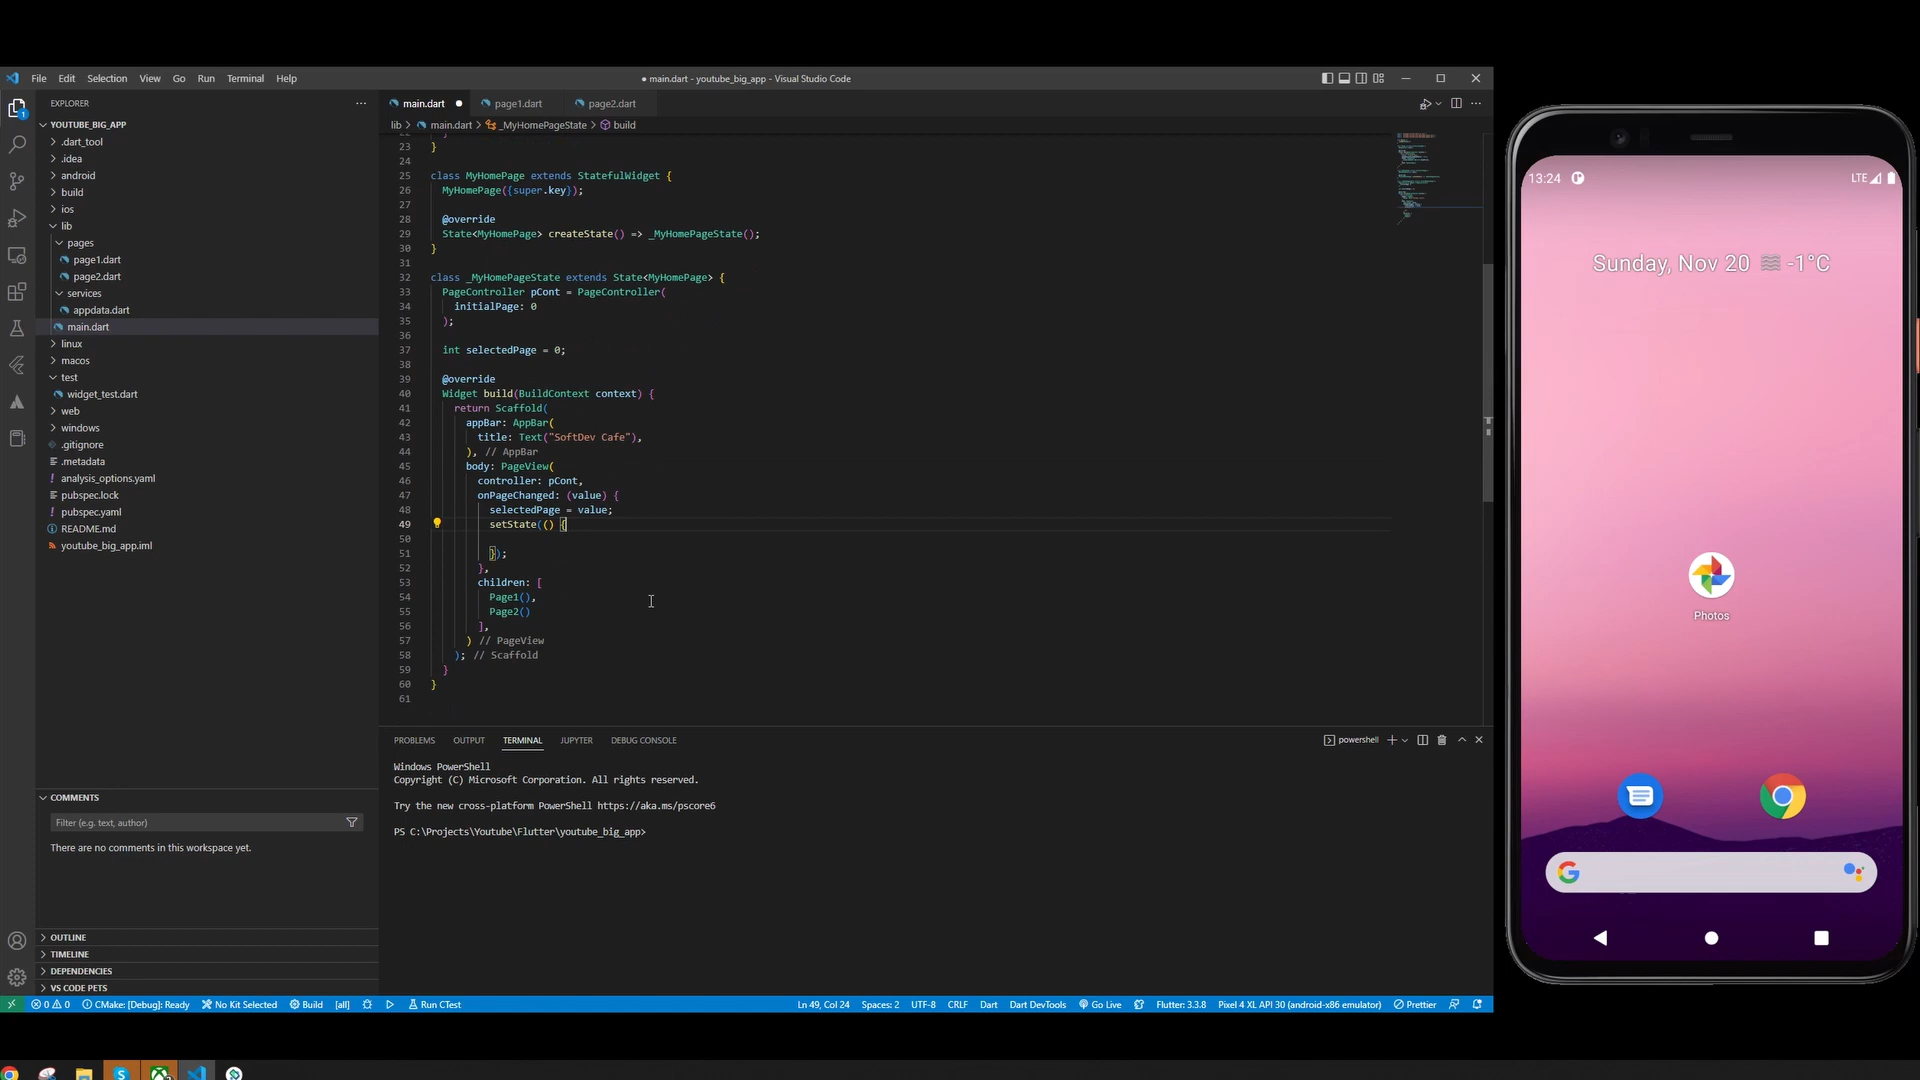 File Edit Selection View Go Run Terminal Help
● main.dart - youtube_big_app - Visual Studio Code
EXPLORER
1
YOUTUBE_BIG_APP
.dart_tool
.idea
android
build
ios
lib
pages
page1.dart
page2.dart
services
appdata.dart
main.dart
linux
macos
test
widget_test.dart
web
windows
.gitignore
.metadata
analysis_options.yaml
pubspec.lock
pubspec.yaml
README.md
youtube_big_app.iml
COMMENTS
Filter (e.g. text, author)
There are no comments in this workspace yet.
OUTLINE
TIMELINE
DEPENDENCIES
VS CODE PETS
main.dart page1.dart page2.dart
lib > main.dart > _MyHomePageState > build
23 }
24
25 class MyHomePage extends StatefulWidget {
26 MyHomePage({super.key});
27
28 @override
29 State<MyHomePage> createState() => _MyHomePageState();
30 }
31
32 class _MyHomePageState extends State<MyHomePage> {
33 PageController pCont = PageController(
34 initialPage: 0
35 );
36
37 int selectedPage = 0;
38
39 @override
40 Widget build(BuildContext context) {
41 return Scaffold(
42 appBar: AppBar(
43 title: Text("SoftDev Cafe"),
44 ), // AppBar
45 body: PageView(
46 controller: pCont,
47 onPageChanged: (value) {
48 selectedPage = value;
49 setState(() {
50
51 });
52 },
53 children: [
54 Page1(),
55 Page2()
56 ],
57 ) // PageView
58 ); // Scaffold
59 }
60 }
61
PROBLEMS OUTPUT TERMINAL JUPYTER DEBUG CONSOLE
powershell
Windows PowerShell
Copyright (C) Microsoft Corporation. All rights reserved.
Try the new cross-platform PowerShell https://aka.ms/pscore6
PS C:\Projects\Youtube\Flutter\youtube_big_app>
0 0 CMake: [Debug]: Ready No Kit Selected Build [all] Run CTest
Ln 49, Col 24 Spaces: 2 UTF-8 CRLF Dart Dart DevTools Go Live Flutter: 3.3.8 Pixel 4 XL API 30 (android-x86 emulator) Prettier
13:24 LTE
Sunday, Nov 20 -1°C
Photos